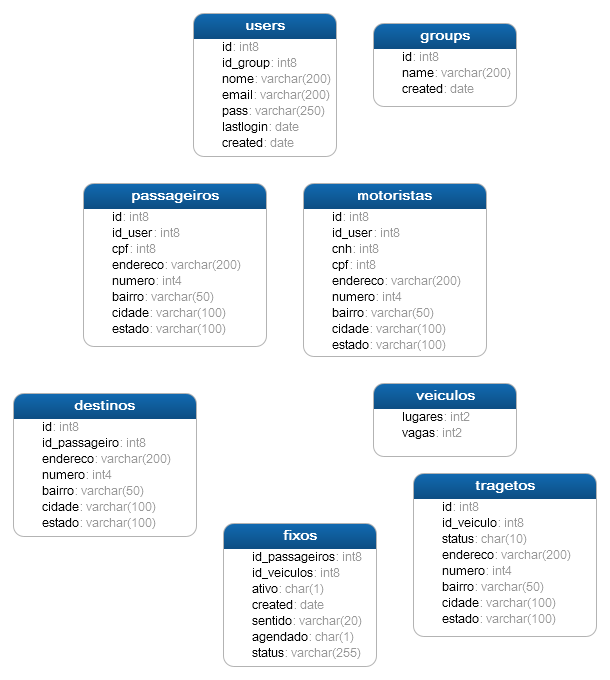 users
id: int8
id_group: int8
nome: varchar(200)
email: varchar(200)
pass: varchar(250)
lastlogin: date
created: date
groups
id: int8
name: varchar(200)
created: date
passageiros
id: int8
id_user: int8
cpf: int8
endereco: varchar(200)
numero: int4
bairro: varchar(50)
cidade: varchar(100)
estado: varchar(100)
motoristas
id: int8
id_user: int8
cnh: int8
cpf: int8
endereco: varchar(200)
numero: int4
bairro: varchar(50)
cidade: varchar(100)
estado: varchar(100)
destinos
id: int8
id_passageiro: int8
endereco: varchar(200)
numero: int4
bairro: varchar(50)
cidade: varchar(100)
estado: varchar(100)
veiculos
lugares: int2
vagas: int2
tragetos
id: int8
id_veiculo: int8
status: char(10)
endereco: varchar(200)
numero: int4
bairro: varchar(50)
cidade: varchar(100)
estado: varchar(100)
fixos
id_passageiros: int8
id_veiculos: int8
ativo: char(1)
created: date
sentido: varchar(20)
agendado: char(1)
status: varchar(255)